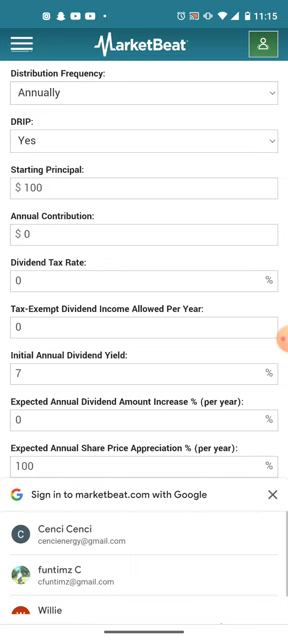 11:15
MarketBeat
Distribution Frequency:
Annually
DRIP:
Yes
Starting Principal:
$ 100
Annual Contribution:
$ 0
Dividend Tax Rate:
0 %
Tax-Exempt Dividend Income Allowed Per Year:
0
Initial Annual Dividend Yield:
7 %
Expected Annual Dividend Amount Increase % (per year):
0 %
Expected Annual Share Price Appreciation % (per year):
100 %
Sign in to marketbeat.com with Google
C
Cenci Cenci
cencienergy@gmail.com
funtimz C
cfuntimz@gmail.com
Willie